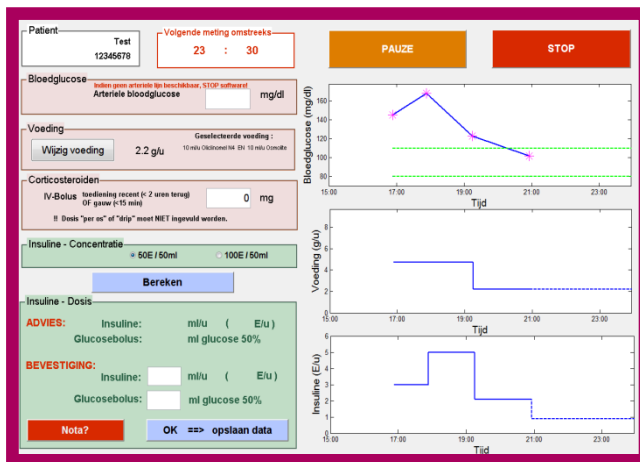 Patient
Test
12345678
Volgende meting omstreeks
23 : 30
PAUZE
STOP
Bloedglucose
Indien geen arteriele lijn beschikbaar, STOP software!
Arteriele bloodglucose
mg/dl
Voeding
Wijzig voeding
2.2 g/u
Geselecteerde voeding :
10 ml/u Oliclinomel N4 EN 10 ml/u Osmolite
Corticosteroiden
IV-Bolus
toediening recent (< 2 uren terug)
OF gauw (<15 min)
0 mg
!! Dosis "per os" of "drip" moet NIET ingevuld worden.
Insuline - Concentratie
50E / 50ml
100E / 50ml
Bereken
Insuline - Dosis
ADVIES:
Insuline: ml/u ( E/u )
Glucosebolus: ml glucose 50%
BEVESTIGING:
Insuline: ml/u ( E/u )
Glucosebolus: ml glucose 50%
Nota?
OK ==> opslaan data
Bloedglucose (mg/dl)
160
140
120
100
80
15:00 17:00 19:00 21:00 23:00
Tijd
Voeding (g/u)
8
6
4
2
0
15:00 17:00 19:00 21:00 23:00
Tijd
Insuline (E/u)
6
5
4
3
2
1
0
15:00 17:00 19:00 21:00 23:00
Tijd